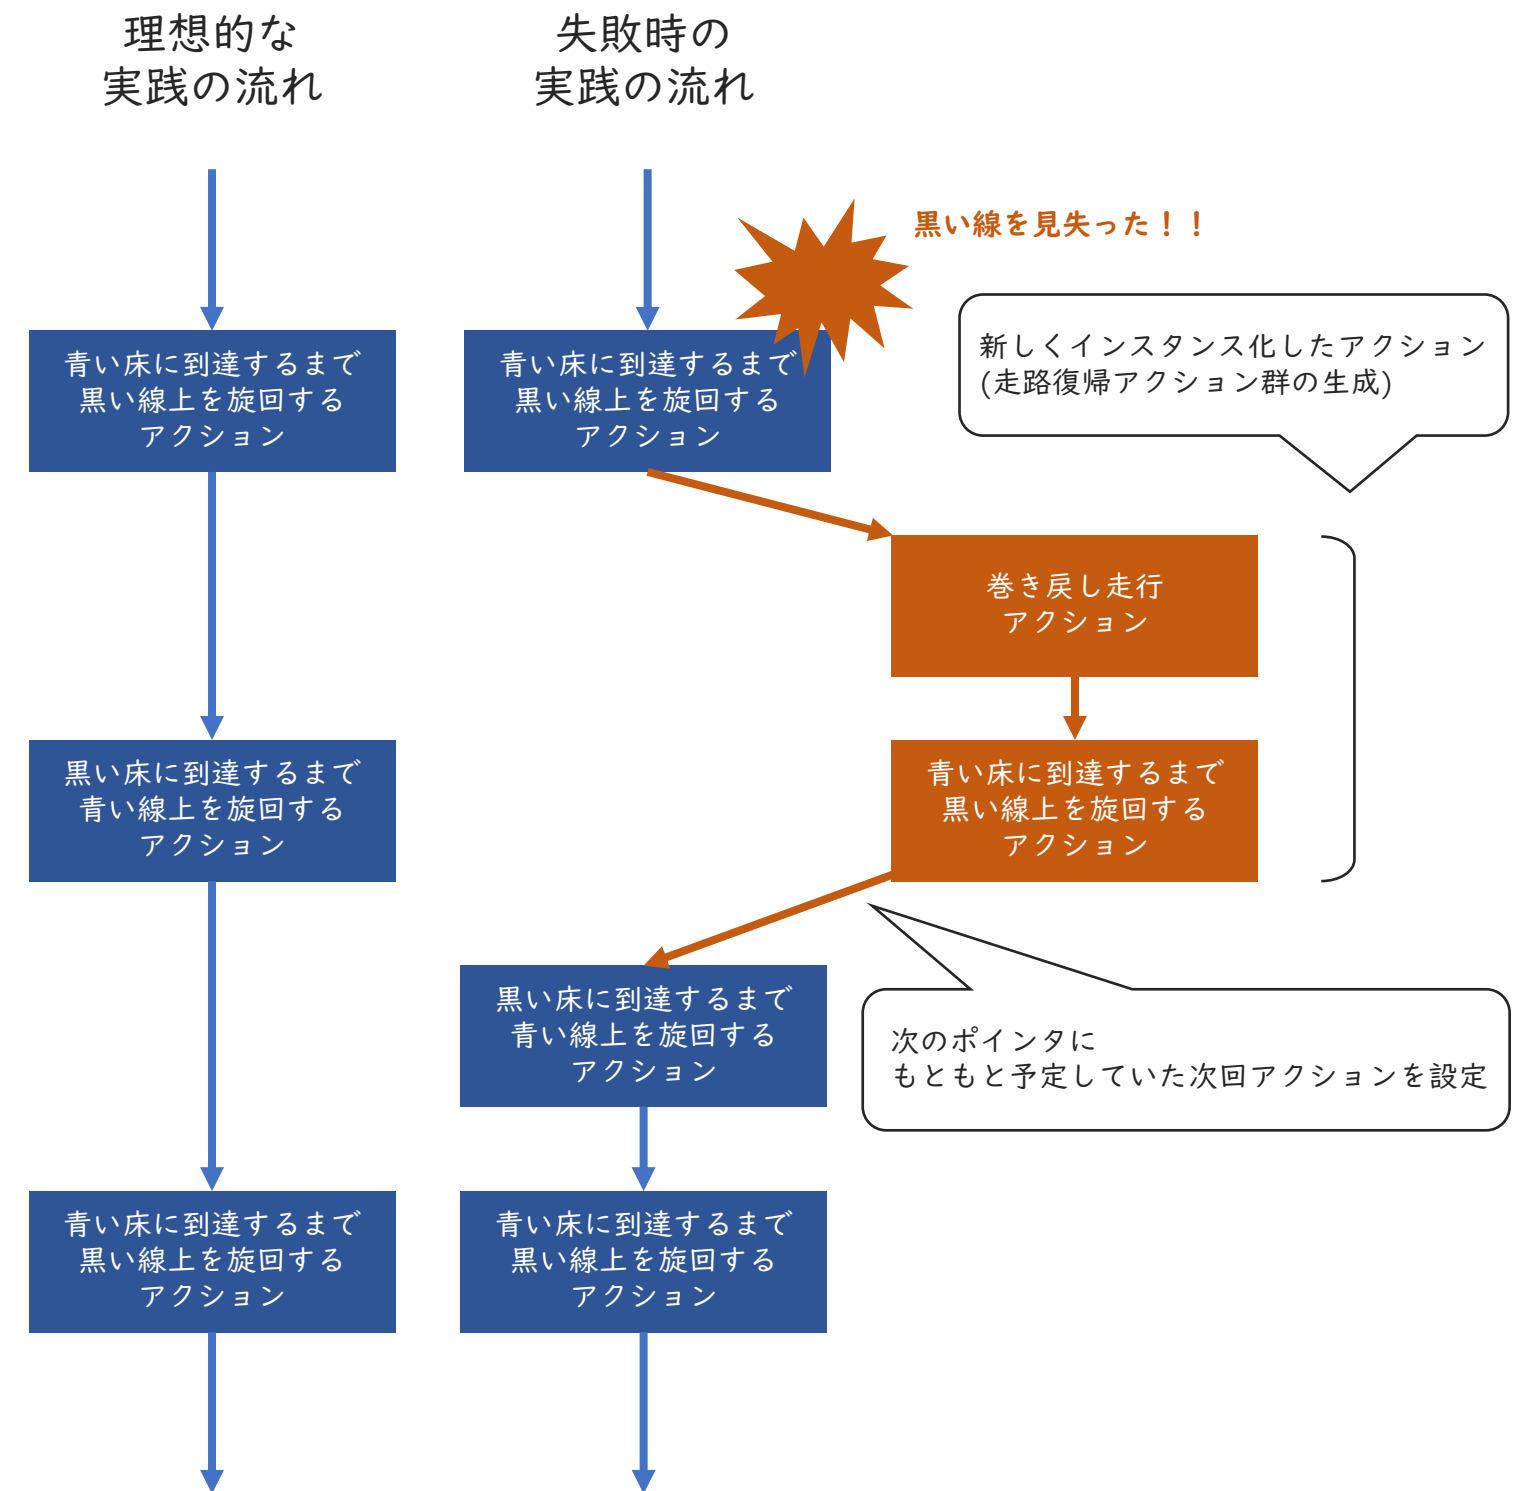 理想的な
実践の流れ
失敗時の
実践の流れ
黒い線を見失った！！
青い床に到達するまで
黒い線上を旋回する
アクション
青い床に到達するまで
黒い線上を旋回する
アクション
新しくインスタンス化したアクション
(走路復帰アクション群の生成)
巻き戻し走行
アクション
黒い床に到達するまで
青い線上を旋回する
アクション
青い床に到達するまで
黒い線上を旋回する
アクション
黒い床に到達するまで
青い線上を旋回する
アクション
次のポインタに
もともと予定していた次回アクションを設定
青い床に到達するまで
黒い線上を旋回する
アクション
青い床に到達するまで
黒い線上を旋回する
アクション